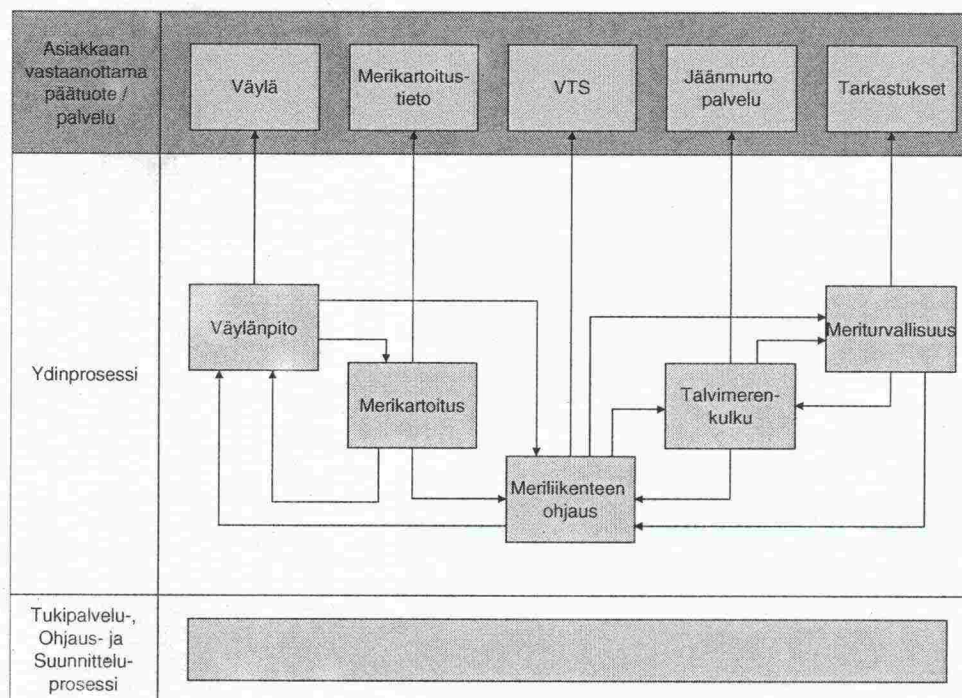 Asiakkaan
vastaanottama
päätuote /
palvelu
Väylä
Merikartoitus-
tieto
VTS
Jäänmurto
palvelu
Tarkastukset
Ydinprosessi
Väylänpito
Merikartoitus
Meriliikenteen
ohjaus
Talvimeren-
kulku
Meriturvallisuus
Tukipalvelu-,
Ohjaus- ja
Suunnittelu-
prosessi